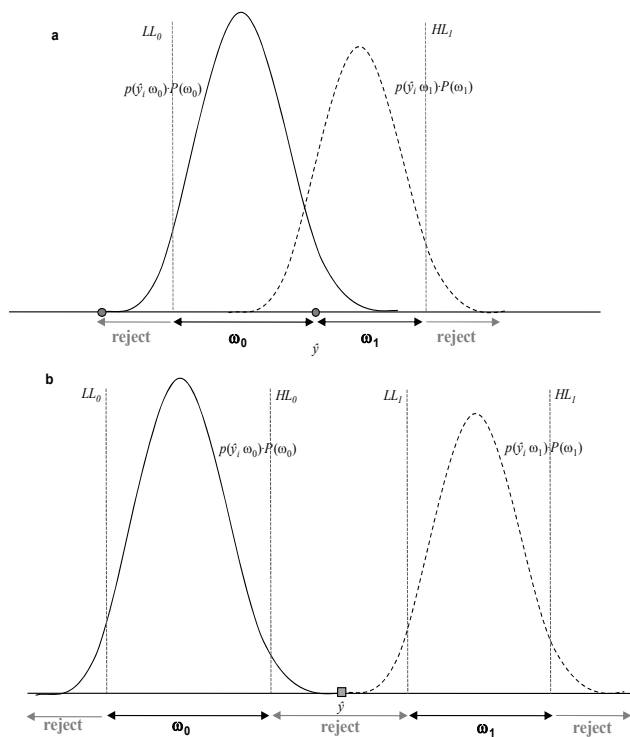 a
LL₀
HL₁
p(ŷᵢ ω₀)·P(ω₀)
p(ŷᵢ ω₁)·P(ω₁)
reject
ω₀
ω₁
reject
ŷ
b
LL₀
HL₀
LL₁
HL₁
p(ŷᵢ ω₀)·P(ω₀)
p(ŷᵢ ω₁)·P(ω₁)
ŷ
reject
ω₀
reject
ω₁
reject